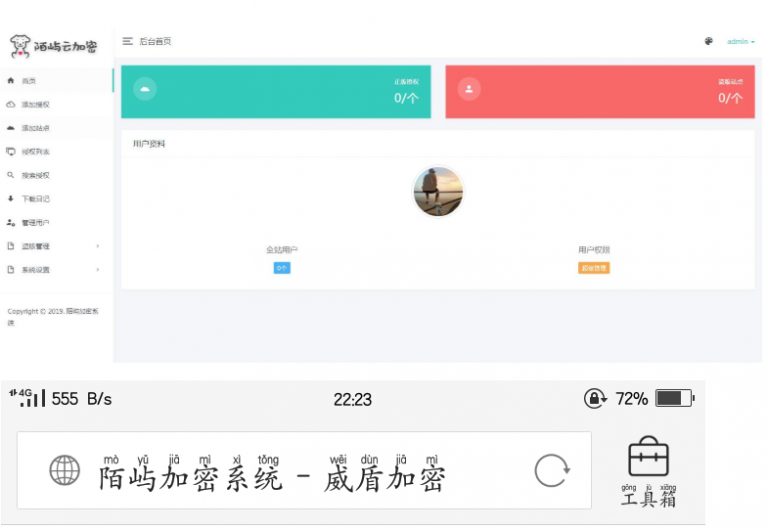 陌屿云加密
后台首页
admin
首页
添加授权
添加站点
授权列表
搜索授权
下载日记
管理用户
盗版管理
系统设置
Copyright © 2019. 陌屿加密系
统
正版授权
0/个
盗版站点
0/个
用户资料
全站用户
0个
用户权限
4G 555 B/s
22:23
72%
mò yǔ jiā mì xì tǒng wēi dùn jiā mì
陌屿加密系统 - 威盾加密
gōng jù xiāng
工具箱